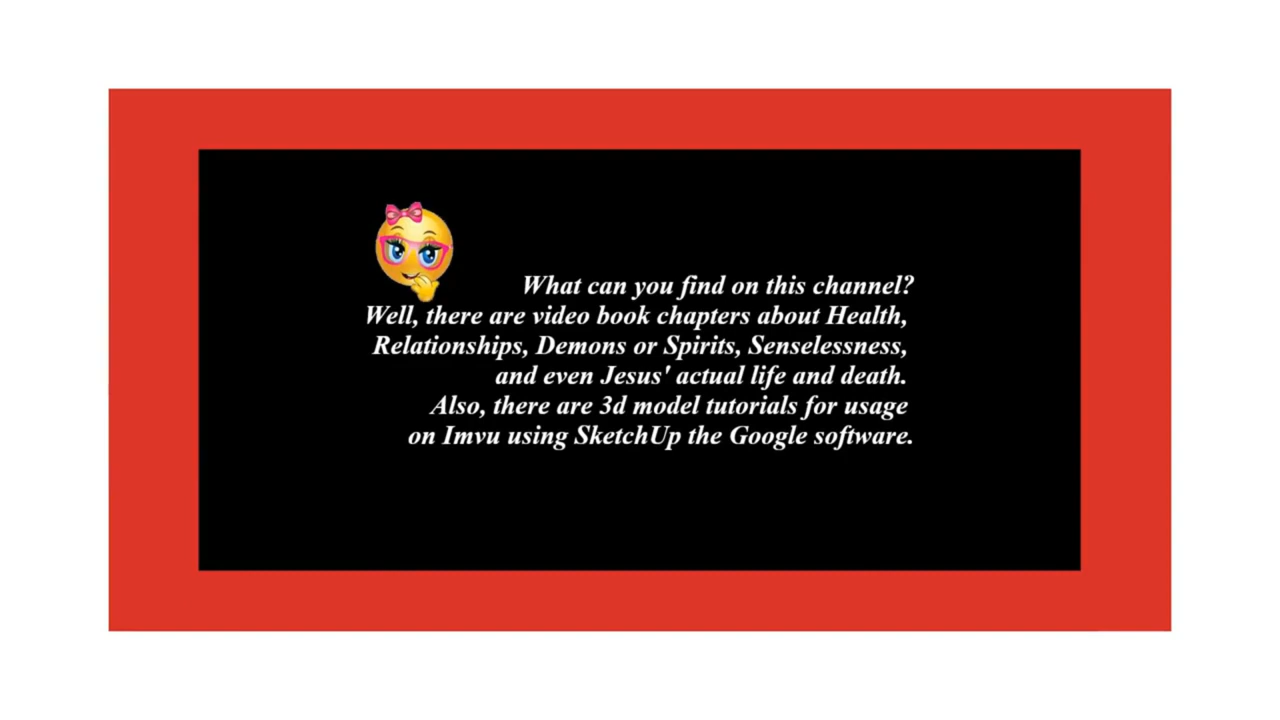 What can you find on this channel?
Well, there are video book chapters about Health,
Relationships, Demons or Spirits, Senselessness,
and even Jesus' actual life and death.
Also, there are 3d model tutorials for usage
on Imvu using SketchUp the Google software.